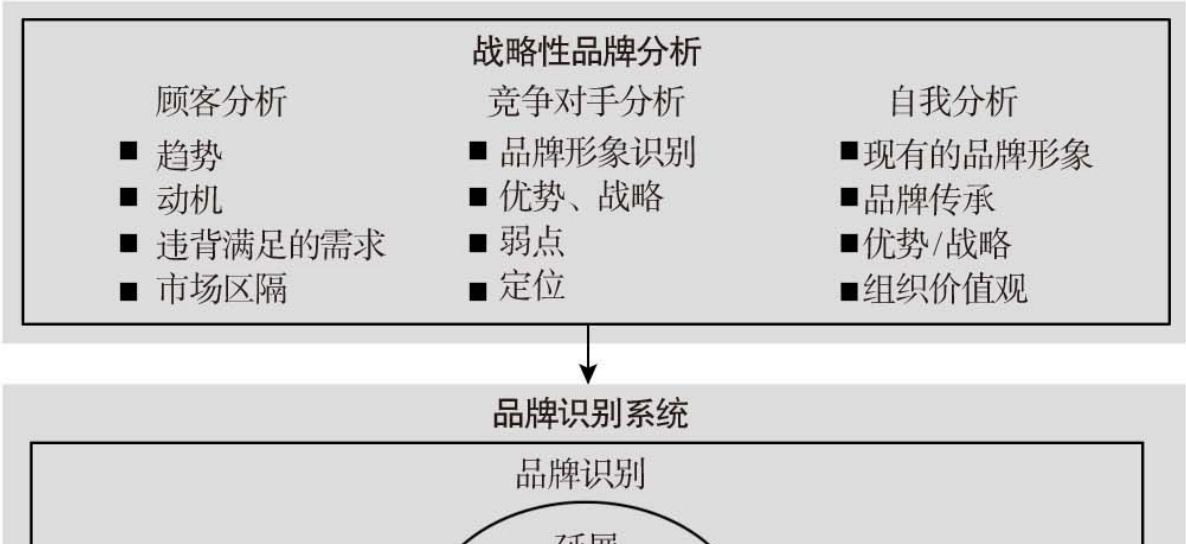 战略性品牌分析
顾客分析
■ 趋势
■ 动机
■ 违背满足的需求
■ 市场区隔
竞争对手分析
■ 品牌形象识别
■ 优势、战略
■ 弱点
■ 定位
自我分析
■现有的品牌形象
■品牌传承
■优势/战略
■组织价值观
品牌识别系统
品牌识别